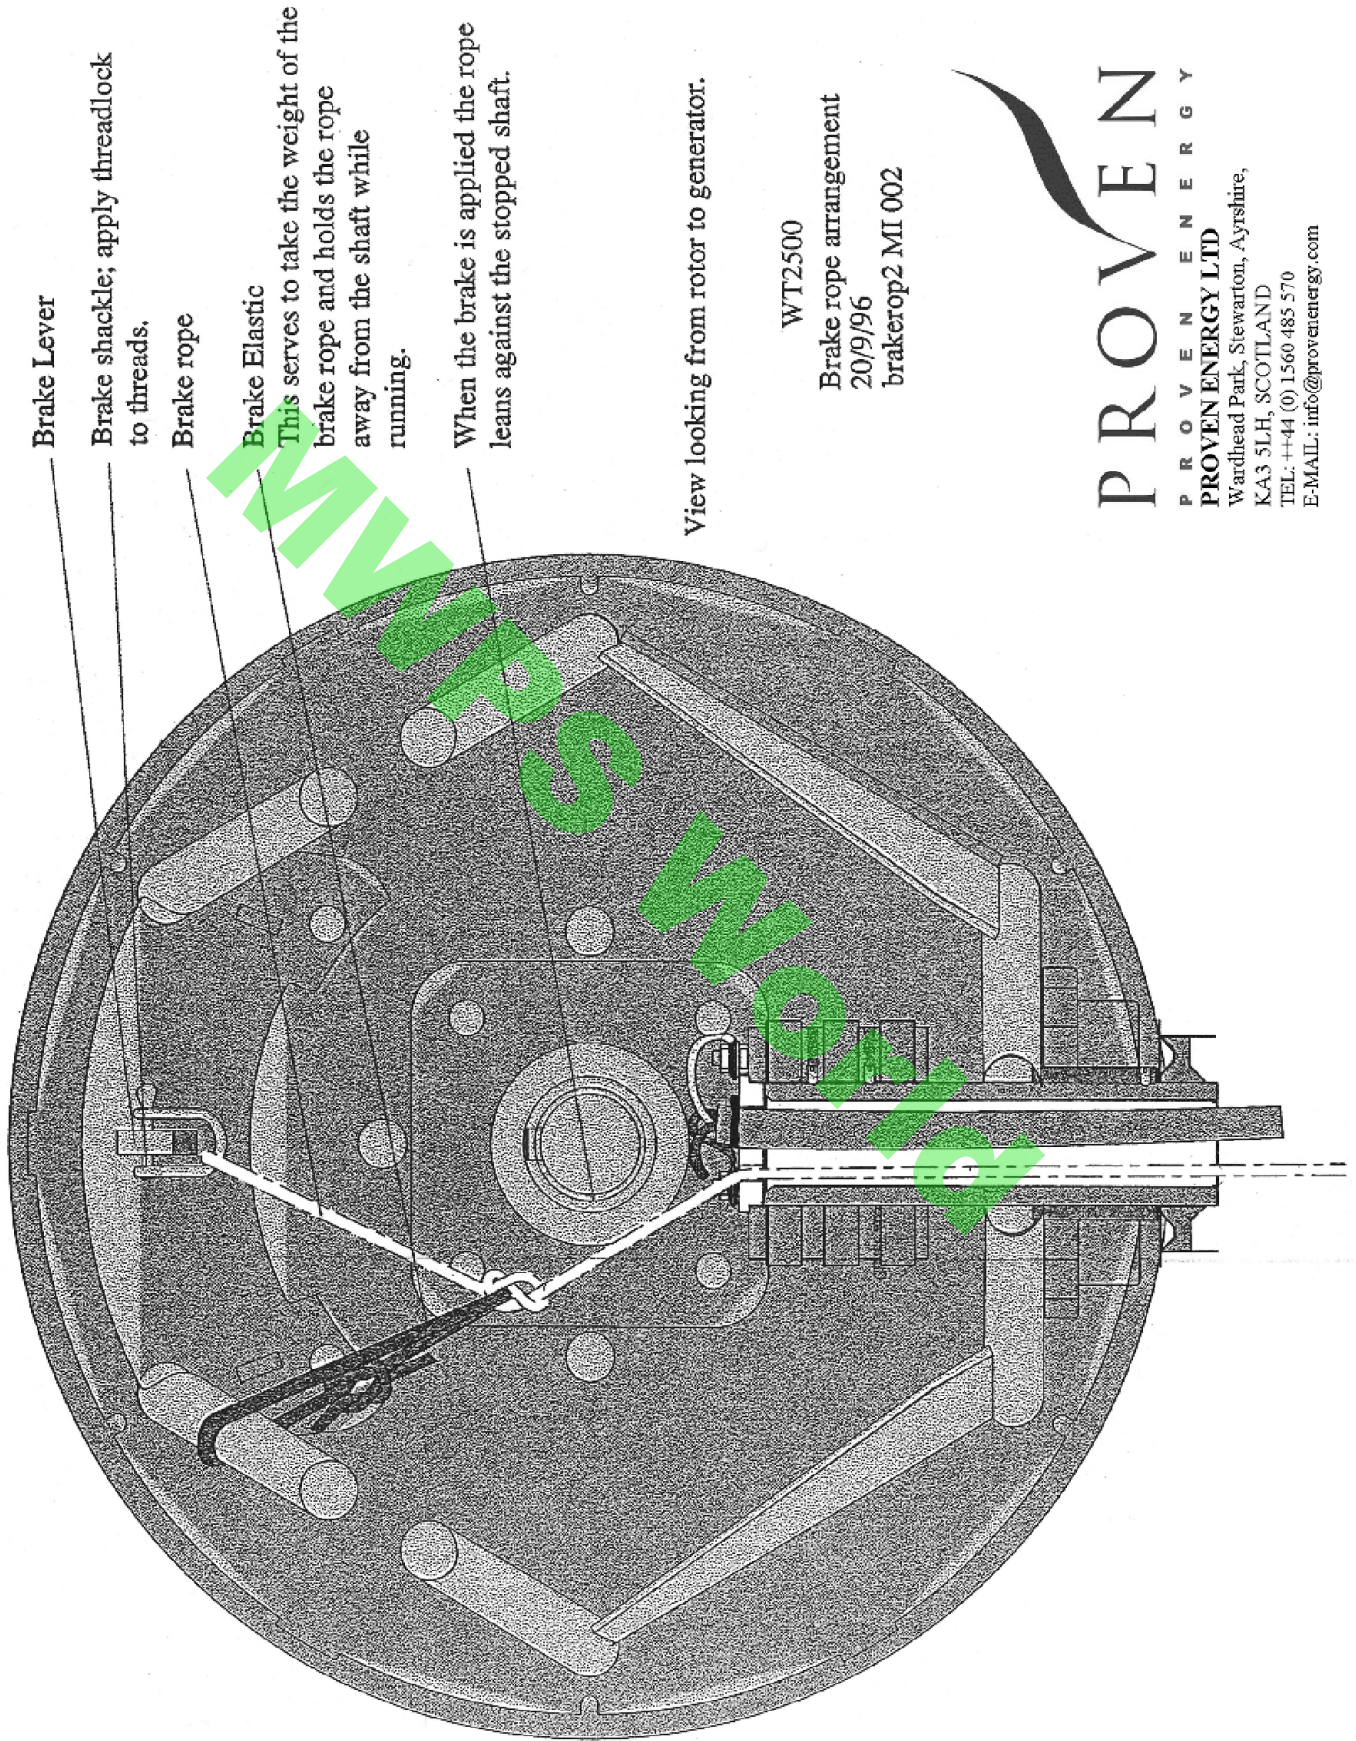 Brake Lever
Brake shackle; apply threadlock
to threads.
Brake rope
Brake Elastic
This serves to take the weight of the
brake rope and holds the rope
away from the shaft while
running.
When the brake is applied the rope
leans against the stopped shaft.
View looking from rotor to generator.
WT2500
Brake rope arrangement
20/9/96
brakerop2 MI 002
PROVEN
PROVEN ENERGY
PROVEN ENERGY LTD
Wardhead Park, Stewarton, Ayrshire,
KA3 5LH, SCOTLAND
TEL: ++44 (0) 1560 485 570
E-MAIL: info@provenenergy.com
MWPS World